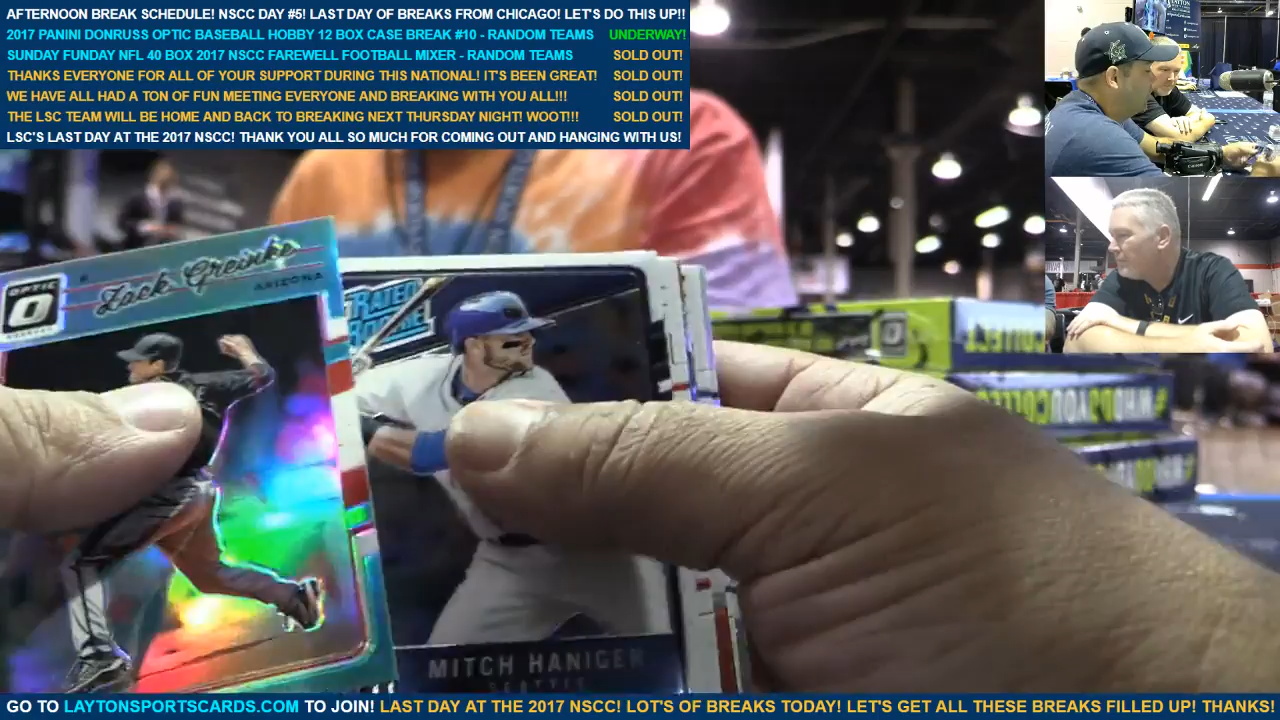 AFTERNOON BREAK SCHEDULE! NSCC DAY #5! LAST DAY OF BREAKS FROM CHICAGO! LET'S DO THIS UP!!
2017 PANINI DONRUSS OPTIC BASEBALL HOBBY 12 BOX CASE BREAK #10 - RANDOM TEAMS UNDERWAY!
SUNDAY FUNDAY NFL 40 BOX 2017 NSCC FAREWELL FOOTBALL MIXER - RANDOM TEAMS SOLD OUT!
THANKS EVERYONE FOR ALL OF YOUR SUPPORT DURING THIS NATIONAL! IT'S BEEN GREAT! SOLD OUT!
WE HAVE ALL HAD A TON OF FUN MEETING EVERYONE AND BREAKING WITH YOU ALL!!! SOLD OUT!
THE LSC TEAM WILL BE HOME AND BACK TO BREAKING NEXT THURSDAY NIGHT! WOOT!!! SOLD OUT!
LSC'S LAST DAY AT THE 2017 NSCC! THANK YOU ALL SO MUCH FOR COMING OUT AND HANGING WITH US!
OPTIC
Zack Greinke
ARIZONA
RATED ROOKIE
MITCH HANIGER
SEATTLE
COLLECT
#WHODOYOUCOLLECT
GO TO LAYTONSPORTSCARDS.COM TO JOIN! LAST DAY AT THE 2017 NSCC! LOT'S OF BREAKS TODAY! LET'S GET ALL THESE BREAKS FILLED UP! THANKS!